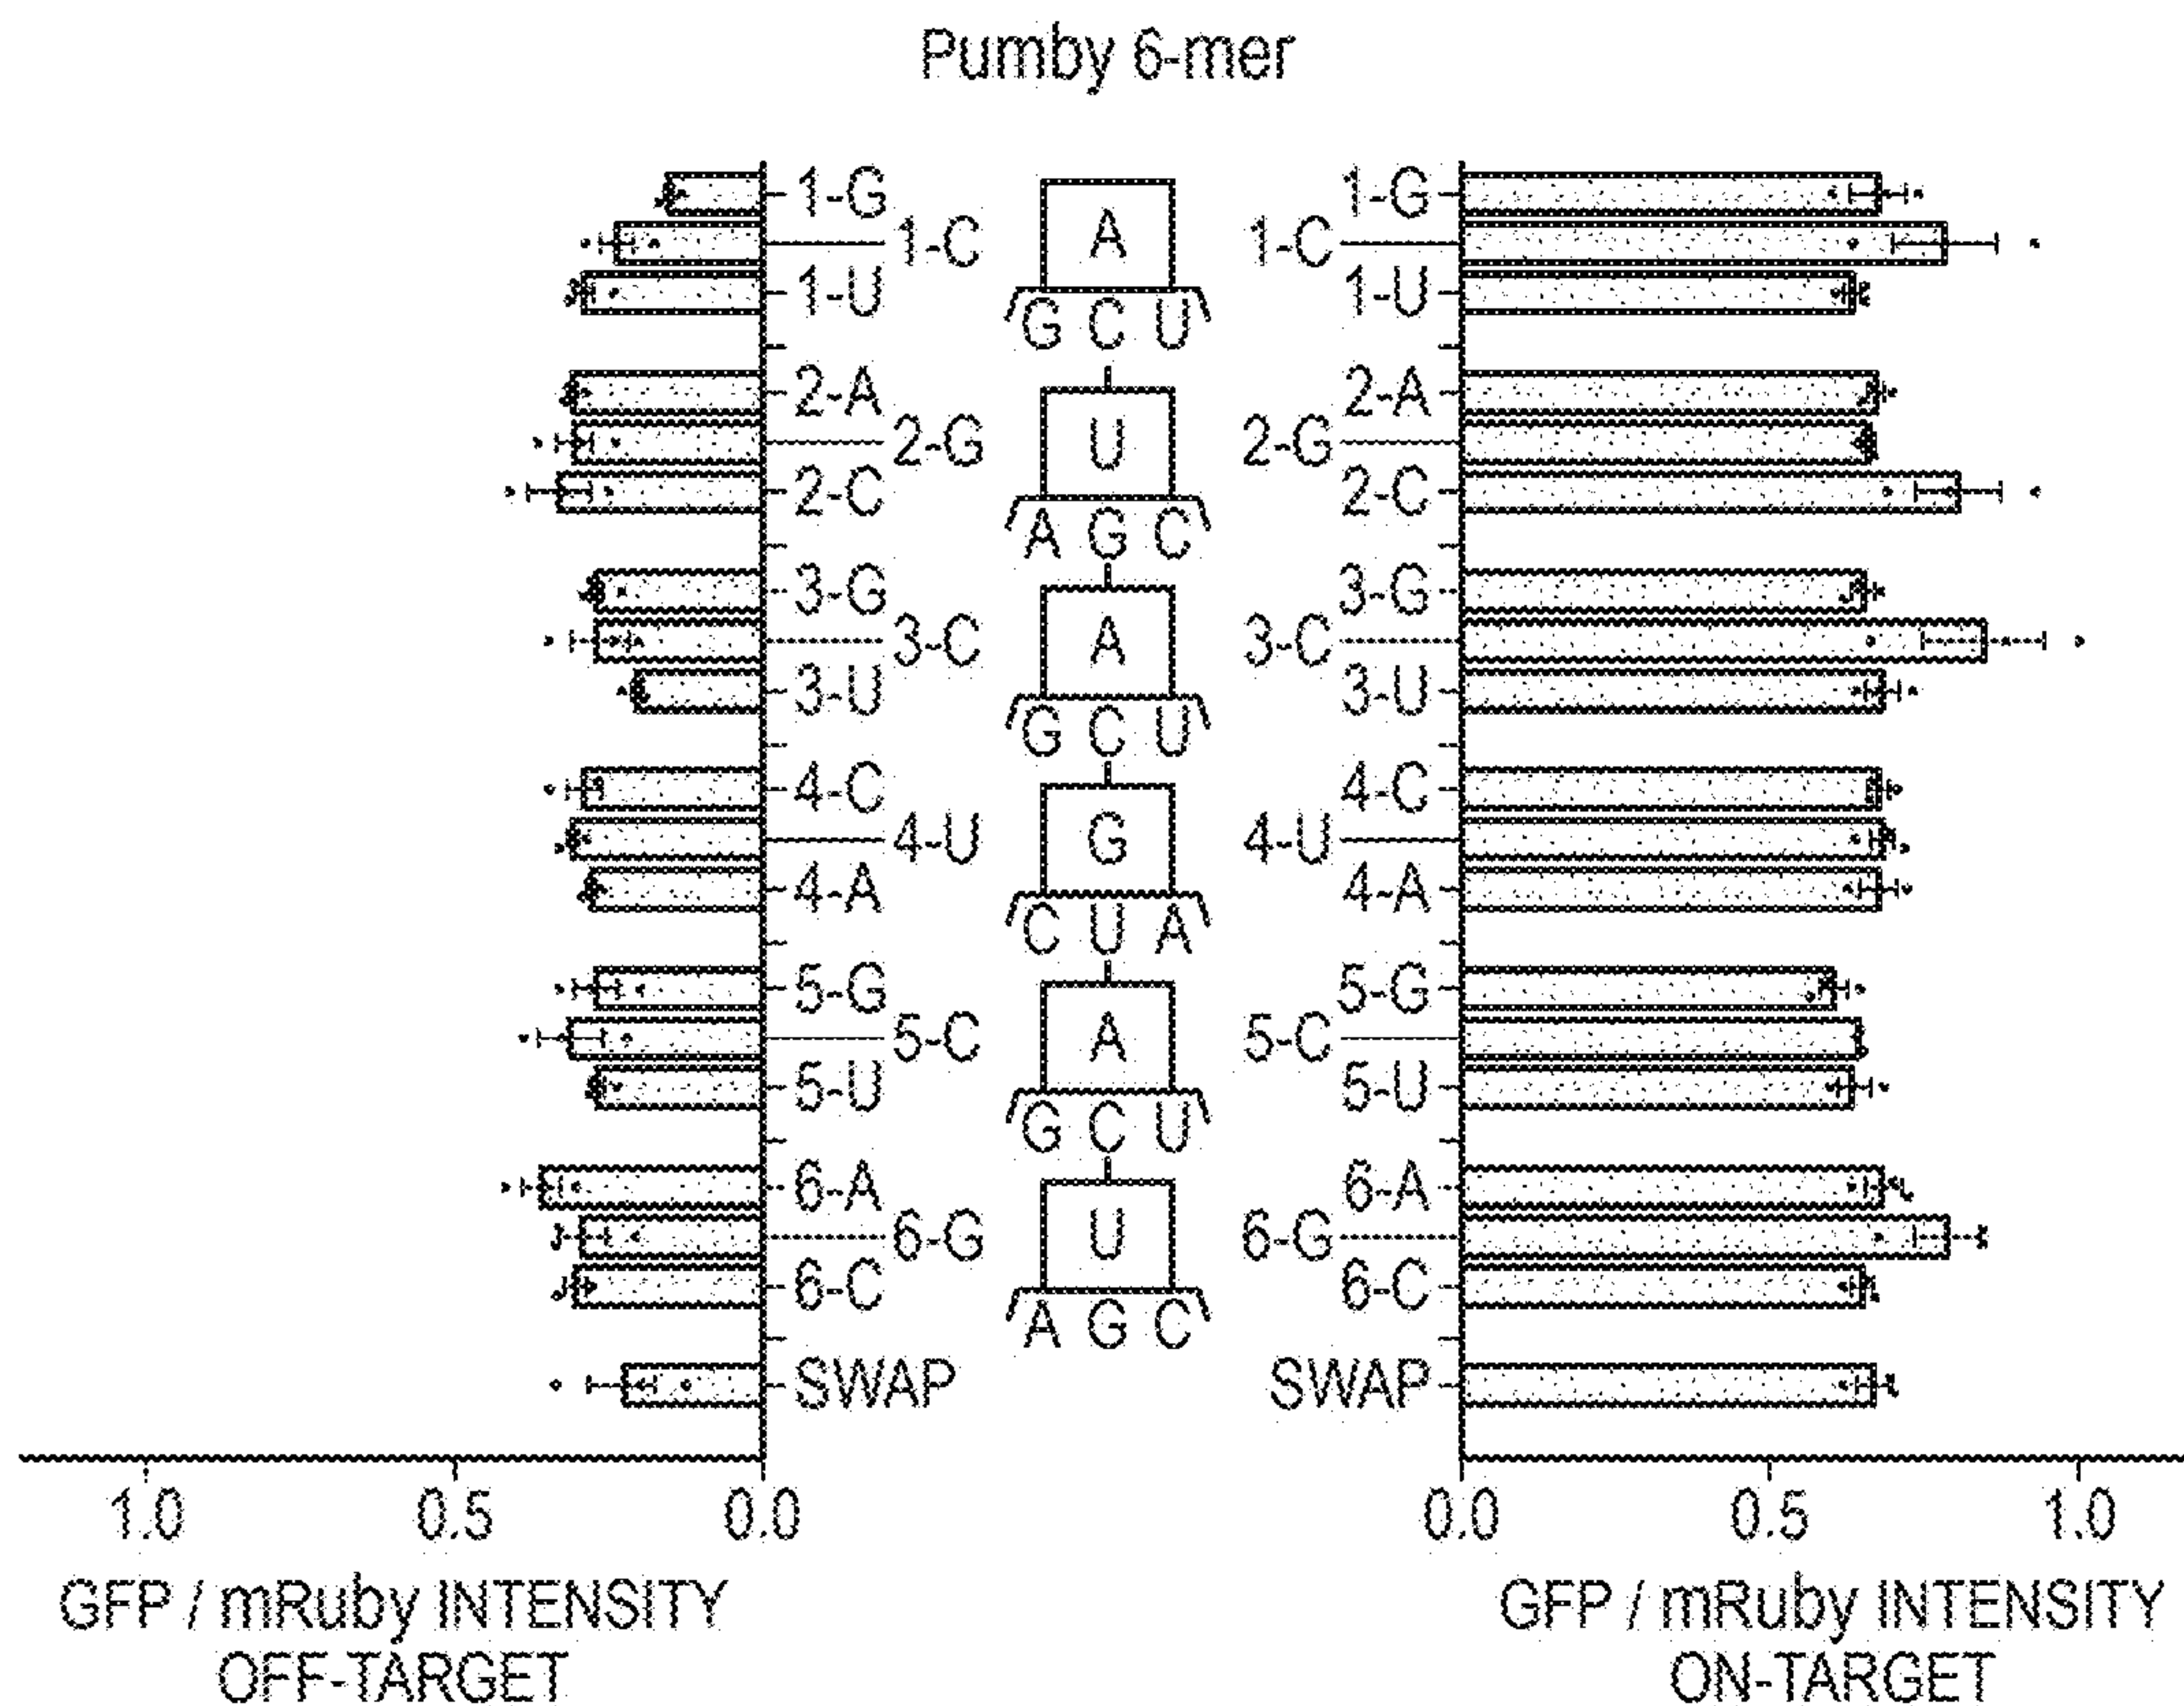 Pumby 6-mer
1-G
1-C
1-U
2-A
2-G
2-C
3-G
3-C
3-U
4-C
4-U
4-A
5-G
5-C
5-U
6-A
6-G
6-C
SWAP
1.0 0.5 0.0
GFP / mRuby INTENSITY
OFF-TARGET
A
G C U
U
A G C
A
G C U
G
C U A
A
G C U
U
A G C
1-G
1-C
1-U
2-A
2-G
2-C
3-G
3-C
3-U
4-C
4-U
4-A
5-G
5-C
5-U
6-A
6-G
6-C
SWAP
0.0 0.5 1.0
GFP / mRuby INTENSITY
ON-TARGET